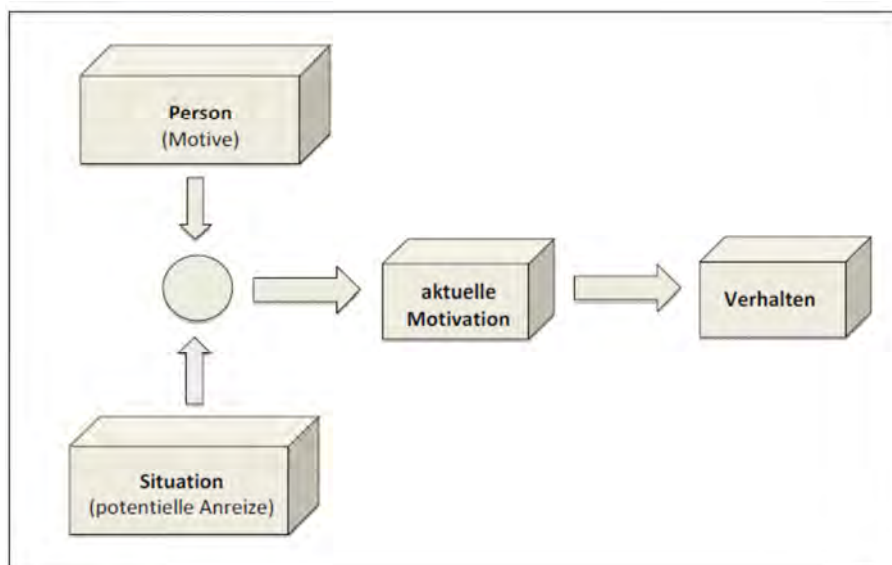 Person
(Motive)
aktuelle
Motivation
Verhalten
Situation
(potentielle Anreize)